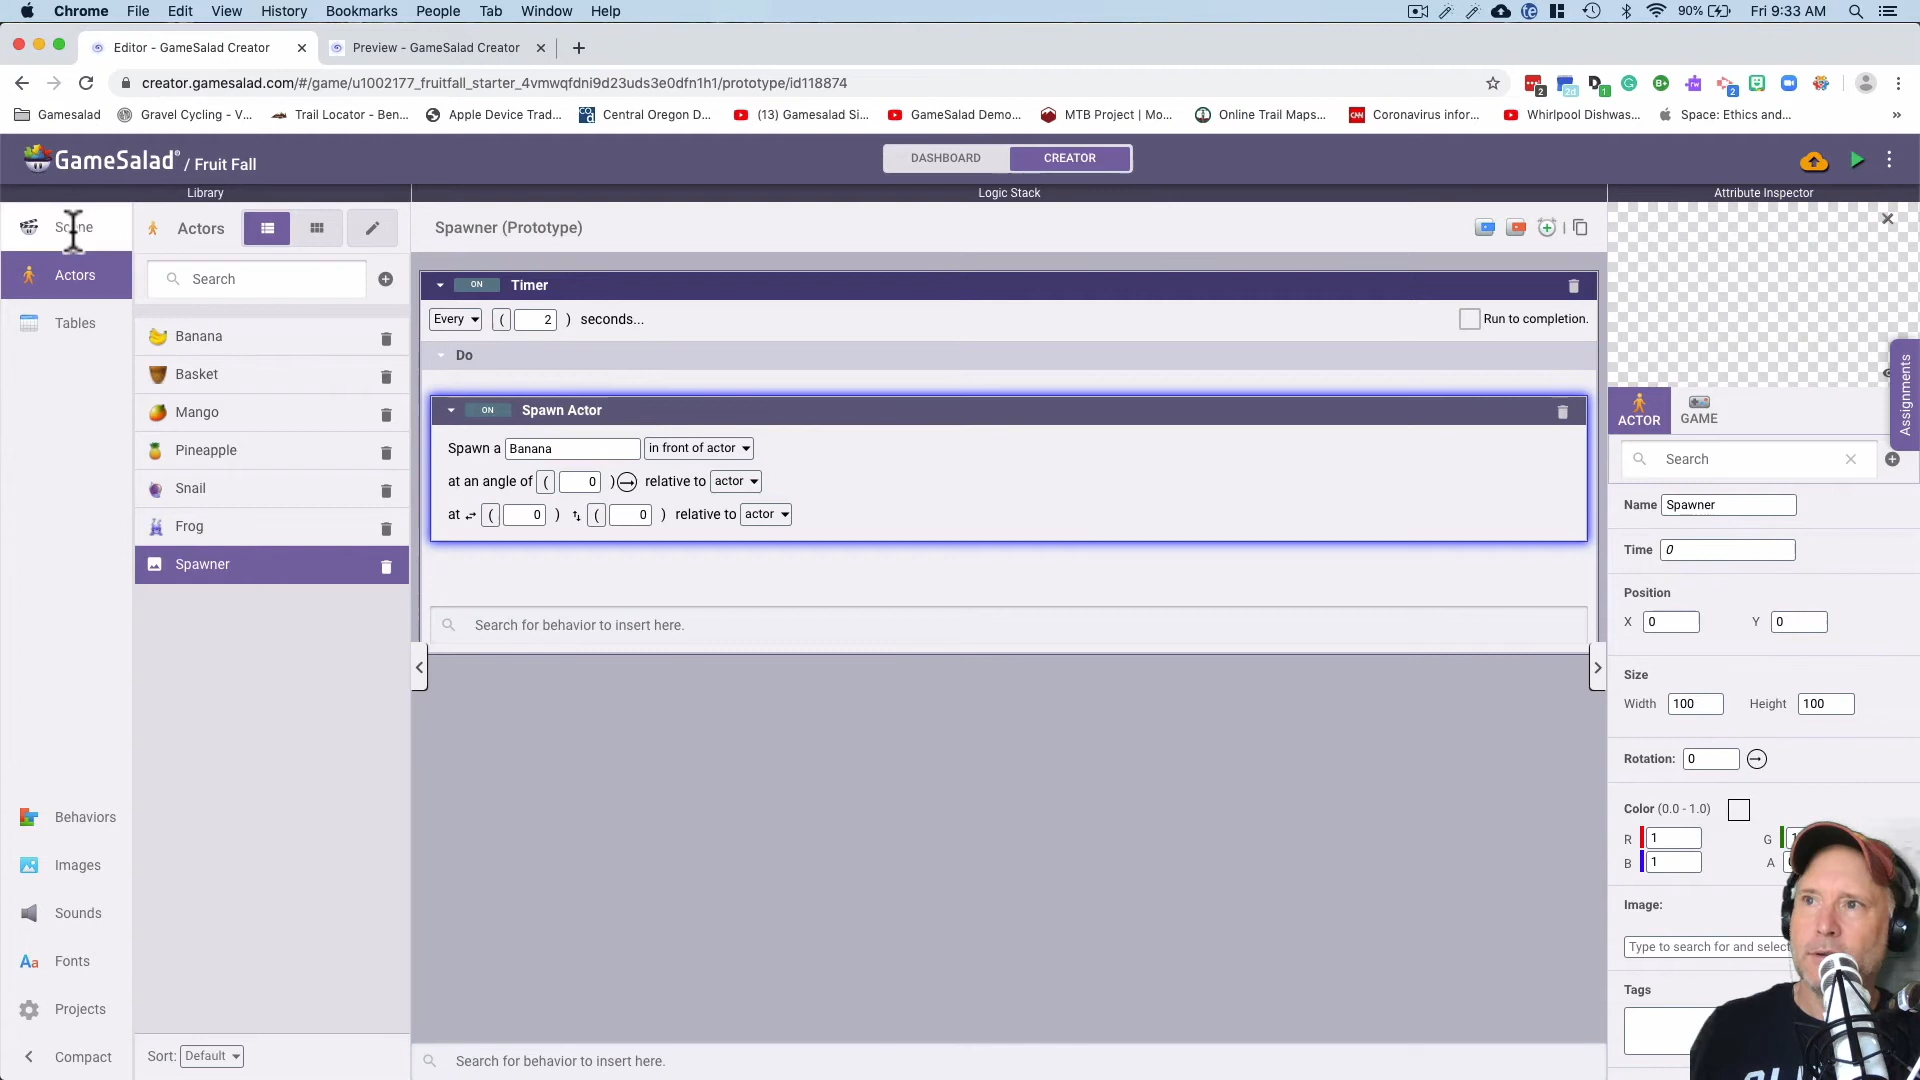 Chrome File Edit View History Bookmarks People Tab Window Help 90% Fri 9:33 AM
Editor - GameSalad Creator Preview - GameSalad Creator
creator.gamesalad.com/#/game/u1002177_fruitfall_starter_4vmwqfdni9d23uds3e0dfn1h1/prototype/id118874
Gamesalad Gravel Cycling - V... Trail Locator - Ben... Apple Device Trad... Central Oregon D... (13) Gamesalad Si... GameSalad Demo... MTB Project | Mo... Online Trail Maps... Coronavirus infor... Whirlpool Dishwas... Space: Ethics and... »
GameSalad® / Fruit Fall DASHBOARD CREATOR
Library Logic Stack Attribute Inspector
Scene Actors Spawner (Prototype)
Actors Search
Tables
Banana
Basket
Mango
Pineapple
Snail
Frog
Spawner
ON Timer
Every ( 2 ) seconds... Run to completion.
Do
ON Spawn Actor
Spawn a Banana in front of actor
at an angle of ( 0 ) relative to actor
at ( 0 ) ( 0 ) relative to actor
Search for behavior to insert here.
Assignments
ACTOR GAME
Search
Name Spawner
Time 0
Position
X 0 Y 0
Size
Width 100 Height 100
Rotation: 0
Color (0.0 - 1.0)
R 1 G
B 1 A
Image:
Type to search for and select
Tags
Behaviors
Images
Sounds
Fonts
Projects
Compact Sort: Default Search for behavior to insert here.